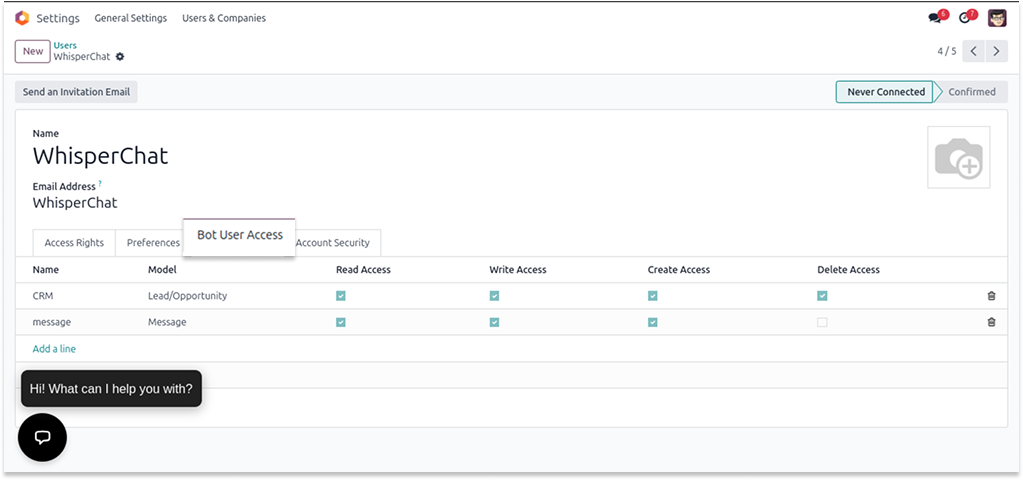 Settings General Settings Users & Companies 6 7
New Users
WhisperChat 4 / 5
Send an Invitation Email Never Connected Confirmed
Name
WhisperChat
Email Address ?
WhisperChat
Access Rights Preferences Bot User Access Account Security
Name Model Read Access Write Access Create Access Delete Access
CRM Lead/Opportunity
message Message
Add a line
Hi! What can I help you with?